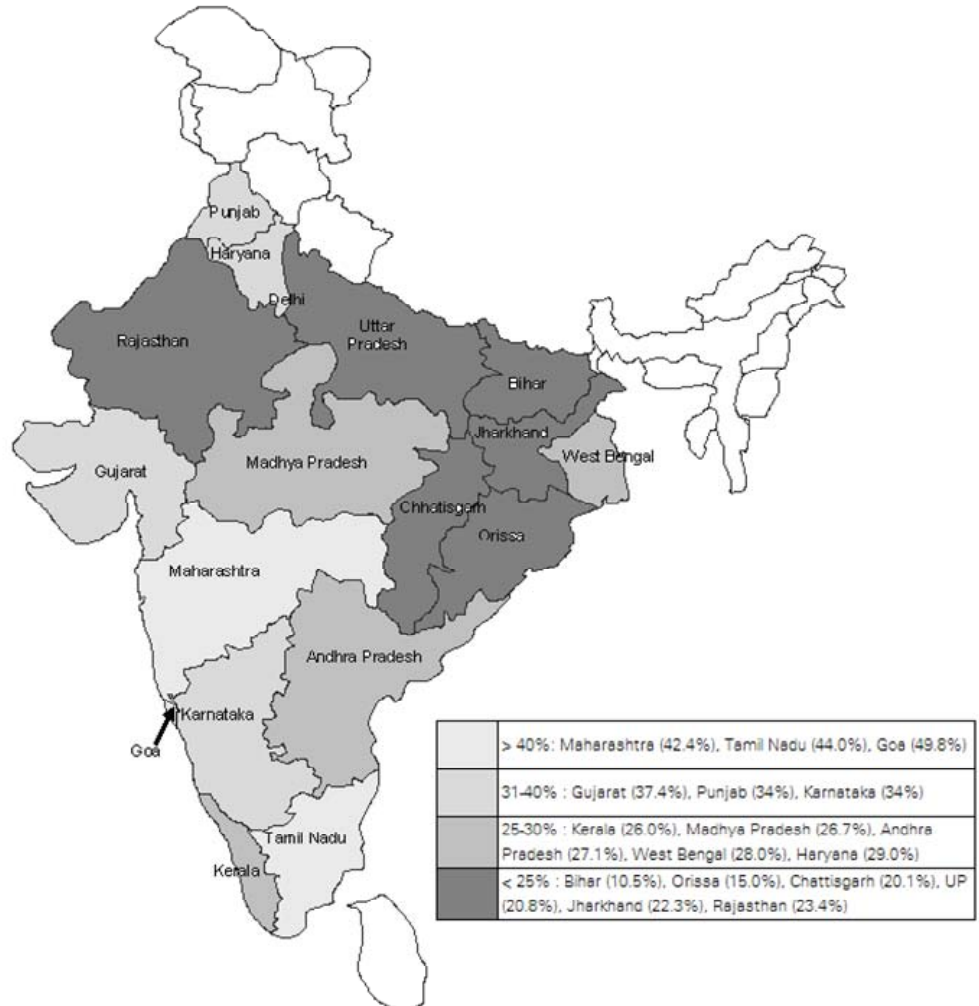 Punjab
Haryana
Delhi
Rajasthan
Uttar
Pradesh
Bihar
Jharkhand
Gujarat
Madhya Pradesh
West Bengal
Chhatisgarh
Orissa
Maharashtra
Andhra Pradesh
Karnataka
Goa
Tamil Nadu
Kerala
> 40%: Maharashtra (42.4%), Tamil Nadu (44.0%), Goa (49.8%)
31-40% : Gujarat (37.4%), Punjab (34%), Karnataka (34%)
25-30% : Kerala (26.0%), Madhya Pradesh (26.7%), Andhra
Pradesh (27.1%), West Bengal (28.0%), Haryana (29.0%)
< 25% : Bihar (10.5%), Orissa (15.0%), Chattisgarh (20.1%), UP
(20.8%), Jharkhand (22.3%), Rajasthan (23.4%)